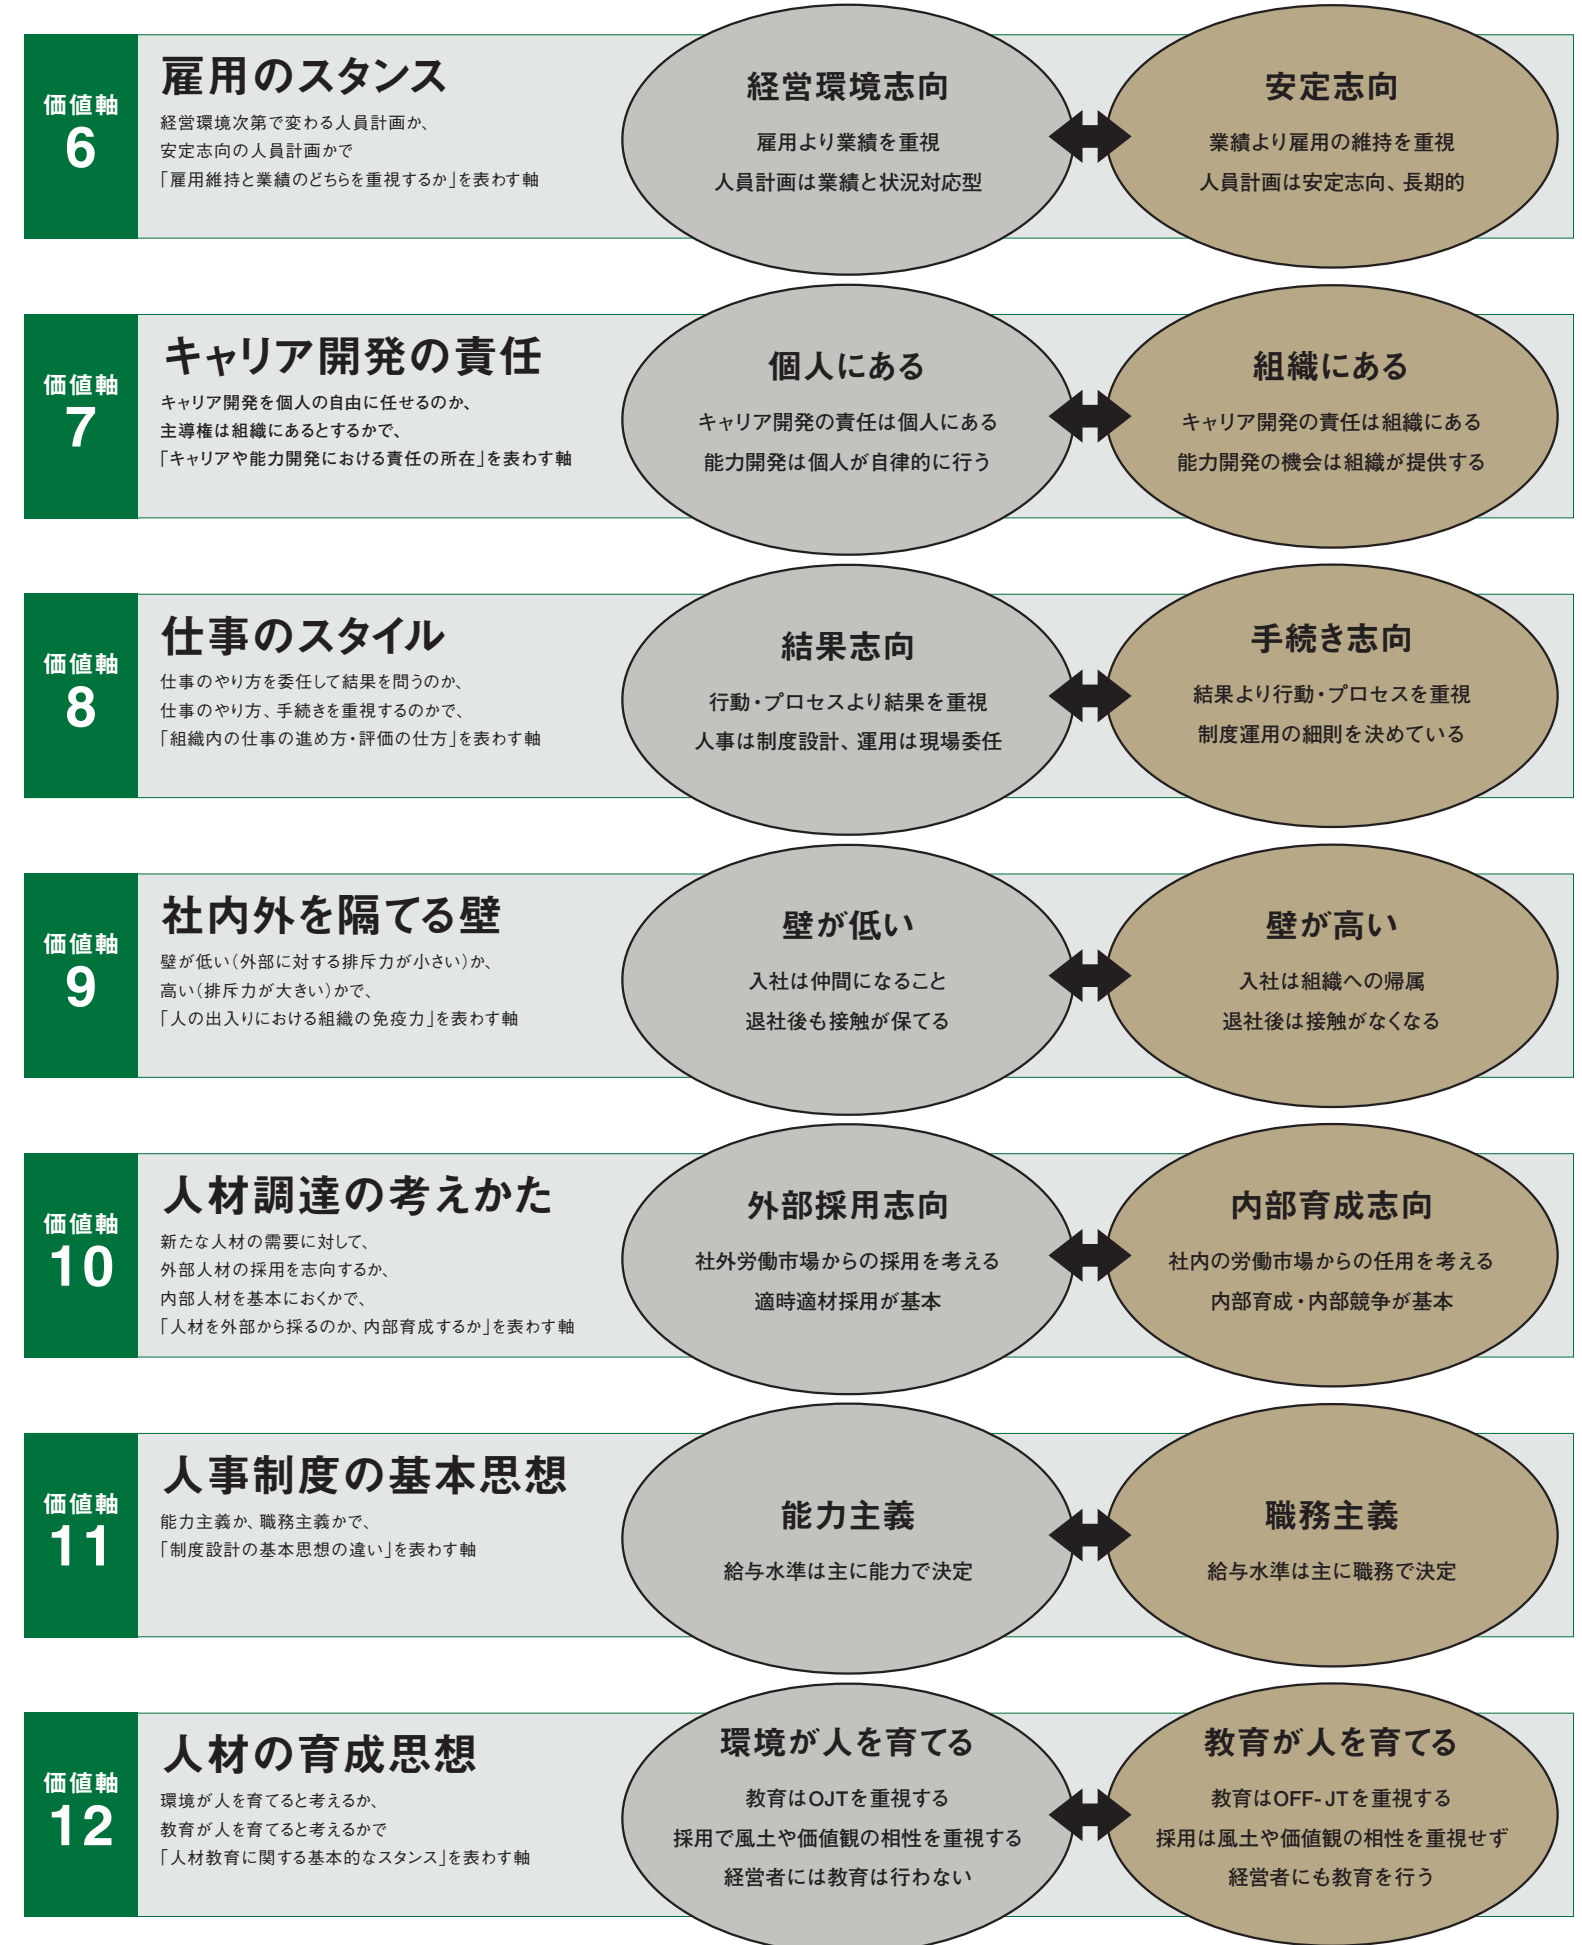 価値軸
6
雇用のスタンス
経営環境次第で変わる人員計画か、
安定志向の人員計画かで
「雇用維持と業績のどちらを重視するか」を表わす軸
経営環境志向
雇用より業績を重視
人員計画は業績と状況対応型
安定志向
業績より雇用の維持を重視
人員計画は安定志向、長期的
価値軸
7
キャリア開発の責任
キャリア開発を個人の自由に任せるのか、
主導権は組織にあるとするかで、
「キャリアや能力開発における責任の所在」を表わす軸
個人にある
キャリア開発の責任は個人にある
能力開発は個人が自律的に行う
組織にある
キャリア開発の責任は組織にある
能力開発の機会は組織が提供する
価値軸
8
仕事のスタイル
仕事のやり方を委任して結果を問うのか、
仕事のやり方、手続きを重視するのかで、
「組織内の仕事の進め方・評価の仕方」を表わす軸
結果志向
行動・プロセスより結果を重視
人事は制度設計、運用は現場委任
手続き志向
結果より行動・プロセスを重視
制度運用の細則を決めている
価値軸
9
社内外を隔てる壁
壁が低い(外部に対する排斥力が小さい)か、
高い(排斥力が大きい)かで、
「人の出入りにおける組織の免疫力」を表わす軸
壁が低い
入社は仲間になること
退社後も接触が保てる
壁が高い
入社は組織への帰属
退社後は接触がなくなる
価値軸
10
人材調達の考えかた
新たな人材の需要に対して、
外部人材の採用を志向するか、
内部人材を基本におくかで、
「人材を外部から採るのか、内部育成するか」を表わす軸
外部採用志向
社外労働市場からの採用を考える
適時適材採用が基本
内部育成志向
社内の労働市場からの任用を考える
内部育成・内部競争が基本
価値軸
11
人事制度の基本思想
能力主義か、職務主義かで、
「制度設計の基本思想の違い」を表わす軸
能力主義
給与水準は主に能力で決定
職務主義
給与水準は主に職務で決定
価値軸
12
人材の育成思想
環境が人を育てると考えるか、
教育が人を育てると考えるかで
「人材教育に関する基本的なスタンス」を表わす軸
環境が人を育てる
教育はOJTを重視する
採用で風土や価値観の相性を重視する
経営者には教育は行わない
教育が人を育てる
教育はOFF-JTを重視する
採用は風土や価値観の相性を重視せず
経営者にも教育を行う